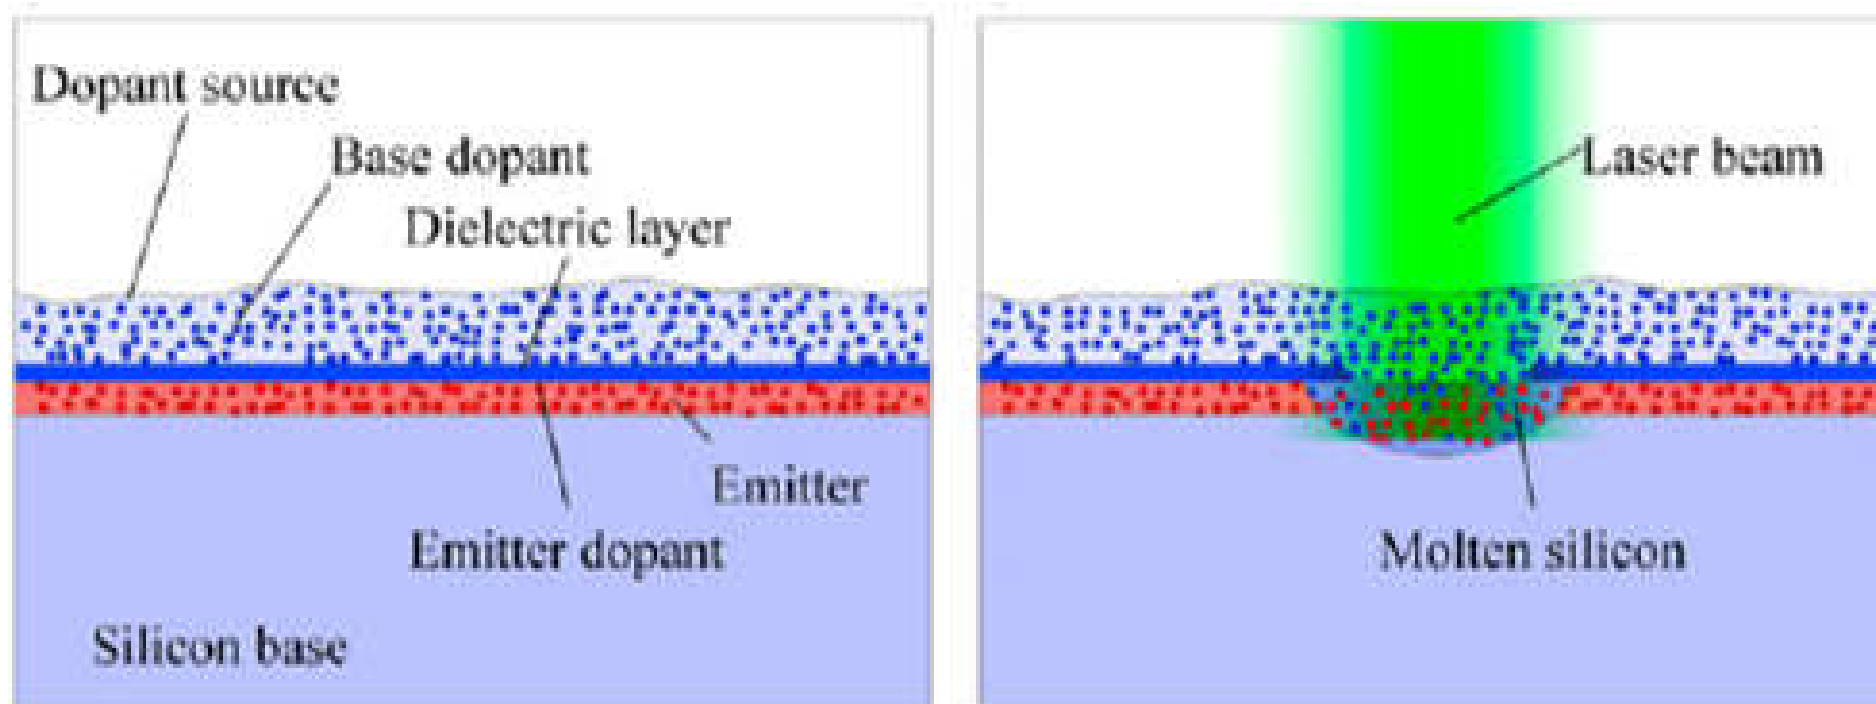 Dopant source
Base dopant
Dielectric layer
Emitter
Emitter dopant
Silicon base
Laser beam
Molten silicon